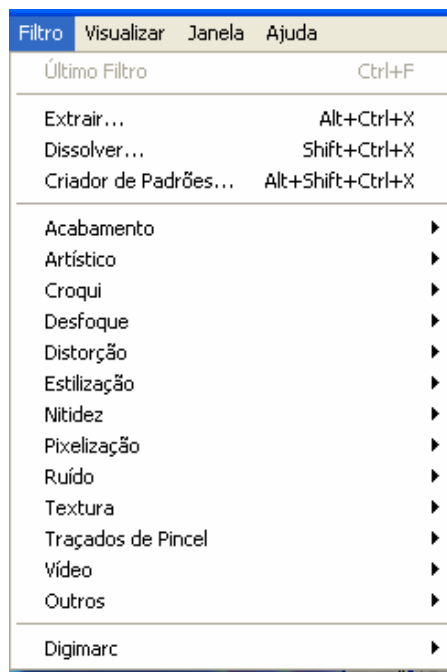 Filtro Visualizar Janela Ajuda
Último Filtro Ctrl+F
Extrair... Alt+Ctrl+X
Dissolver... Shift+Ctrl+X
Criador de Padrões... Alt+Shift+Ctrl+X
Acabamento
Artístico
Croqui
Desfoque
Distorção
Estilização
Nitidez
Pixelização
Ruído
Textura
Traçados de Pincel
Vídeo
Outros
Digimarc